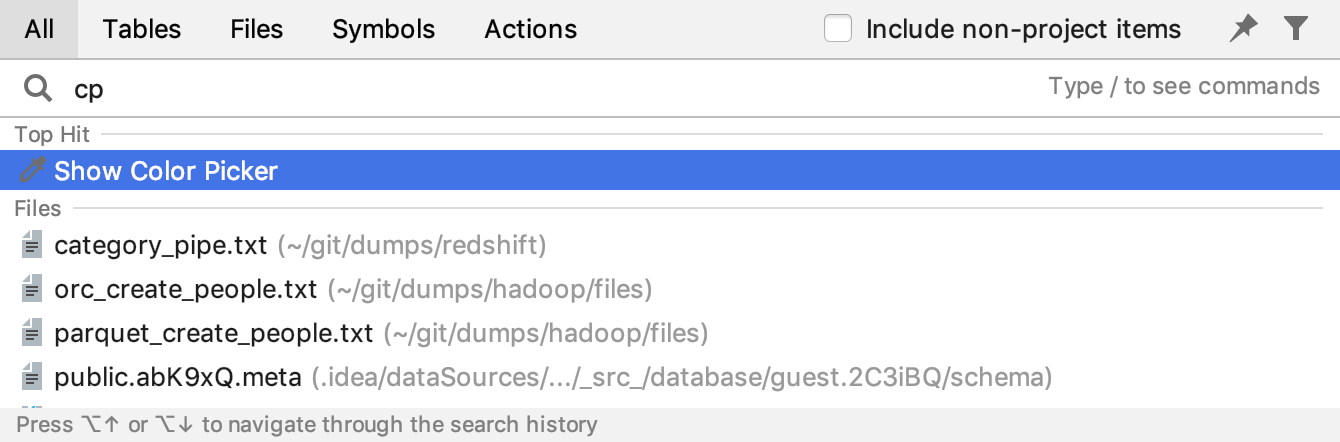 All Tables Files Symbols Actions Include non-project items
cp Type / to see commands
Top Hit
Show Color Picker
Files
category_pipe.txt (~/git/dumps/redshift)
orc_create_people.txt (~/git/dumps/hadoop/files)
parquet_create_people.txt (~/git/dumps/hadoop/files)
public.abK9xQ.meta (.idea/dataSources/.../_src_/database/guest.2C3iBQ/schema)
Press ⌥↑ or ⌥↓ to navigate through the search history